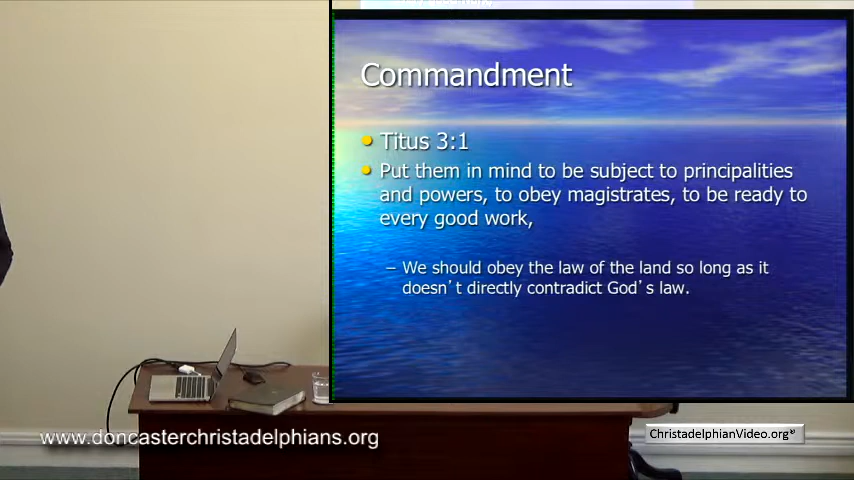 Commandment
Titus 3:1
Put them in mind to be subject to principalities
and powers, to obey magistrates, to be ready to
every good work,
– We should obey the law of the land so long as it
doesn't directly contradict God's law.
www.doncasterchristadelphians.org
ChristadelphianVideo.org®